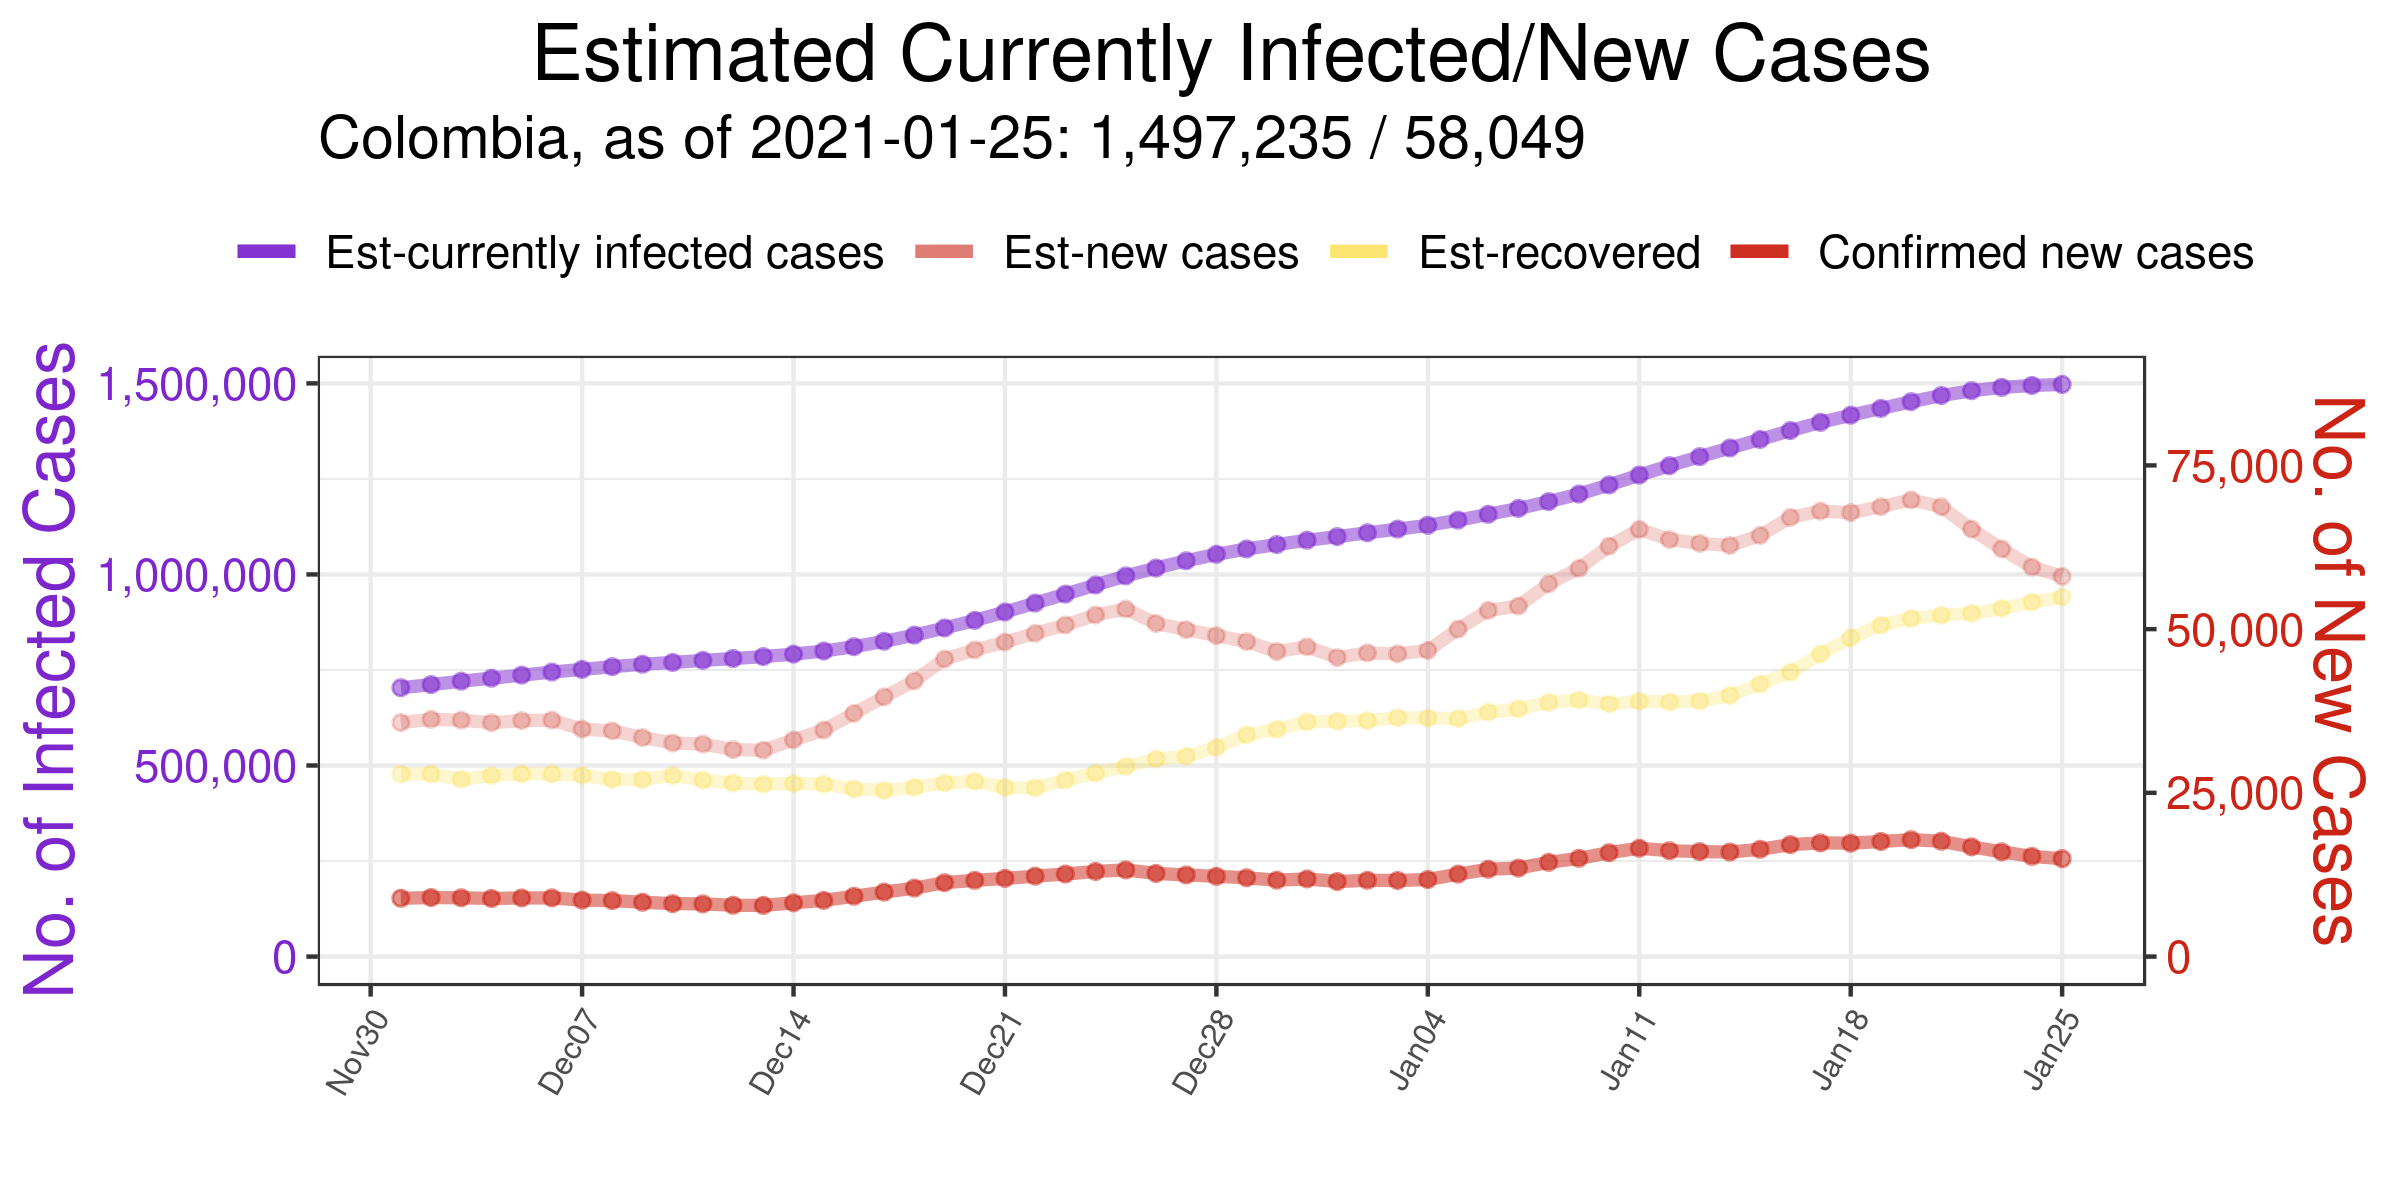 Estimated Currently Infected/New Cases
Colombia, as of 2021-01-25: 1,497,235 / 58,049
Est-currently infected cases Est-new cases Est-recovered Confirmed new cases
No. of Infected Cases
1,500,000
1,000,000
500,000
0
75,000
50,000
25,000
0
No. of New Cases
Nov30 Dec07 Dec14 Dec21 Dec28 Jan04 Jan11 Jan18 Jan25